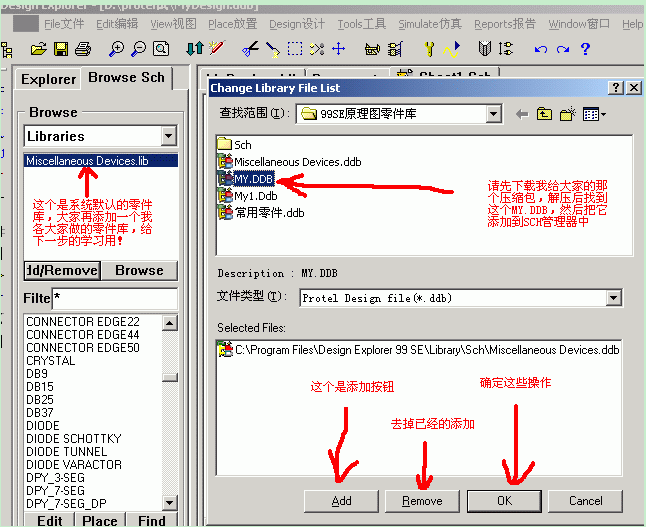 Design Explorer - [D:\protel\MyDesign.ddb]
File文件 Edit编辑 View视图 Place放置 Design设计 Tools工具 Simulate仿真 Reports报告 Window窗口 Help
Explorer Browse Sch
Browse
Libraries
Miscellaneous Devices.lib
这个是系统默认的零件
库，大家再添加一个我
各大家做的零件库，给
下一步的学习用!
dd/Remove Browse
Filte *
CONNECTOR EDGE22
CONNECTOR EDGE44
CONNECTOR EDGE50
CRYSTAL
DB9
DB15
DB25
DB37
DIODE
DIODE SCHOTTKY
DIODE TUNNEL
DIODE VARACTOR
DPY_3-SEG
DPY_7-SEG
DPY_7-SEG_DP
Edit Place Find
Sheet1.Sch
Change Library File List
查找范围(I): 99SE原理图零件库
Sch
Miscellaneous Devices.ddb
MY.DDB
My1.Ddb
常用零件.ddb
请先下载我给大家的那
个压缩包，解压后找到
这个MY.DDB，然后把它
添加到SCH管理器中
Description : MY.DDB
文件类型(T): Protel Design file(*.ddb)
Selected Files:
C:\Program Files\Design Explorer 99 SE\Library\Sch\Miscellaneous Devices.ddb
这个是添加按钮
去掉已经的添加
确定这些操作
Add Remove OK Cancel